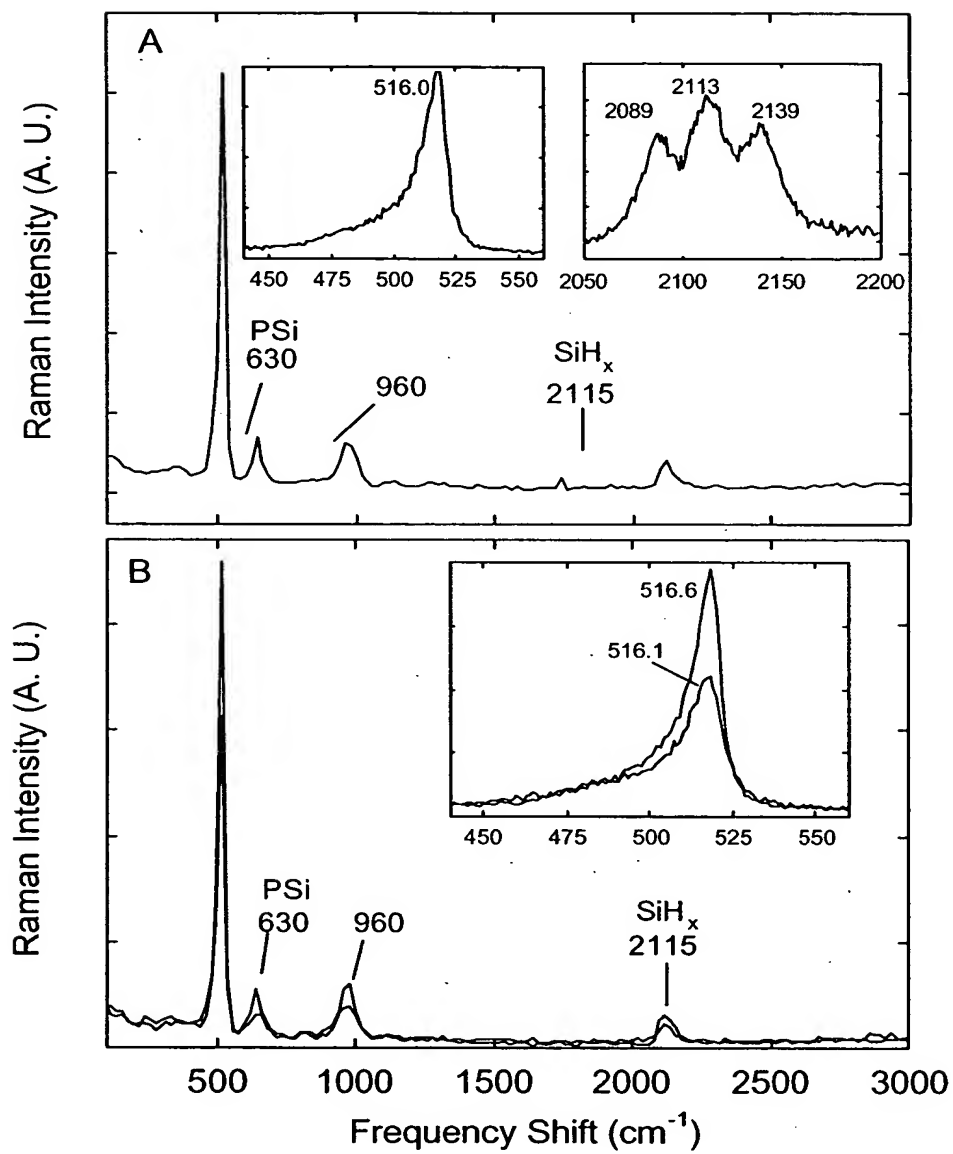 A
Raman Intensity (A. U.)
516.0
450 475 500 525 550
2089 2113 2139
2050 2100 2150 2200
PSi
630
960
SiHx
2115
B
Raman Intensity (A. U.)
516.6
516.1
450 475 500 525 550
PSi
630
960
SiHx
2115
500 1000 1500 2000 2500 3000
Frequency Shift (cm⁻¹)